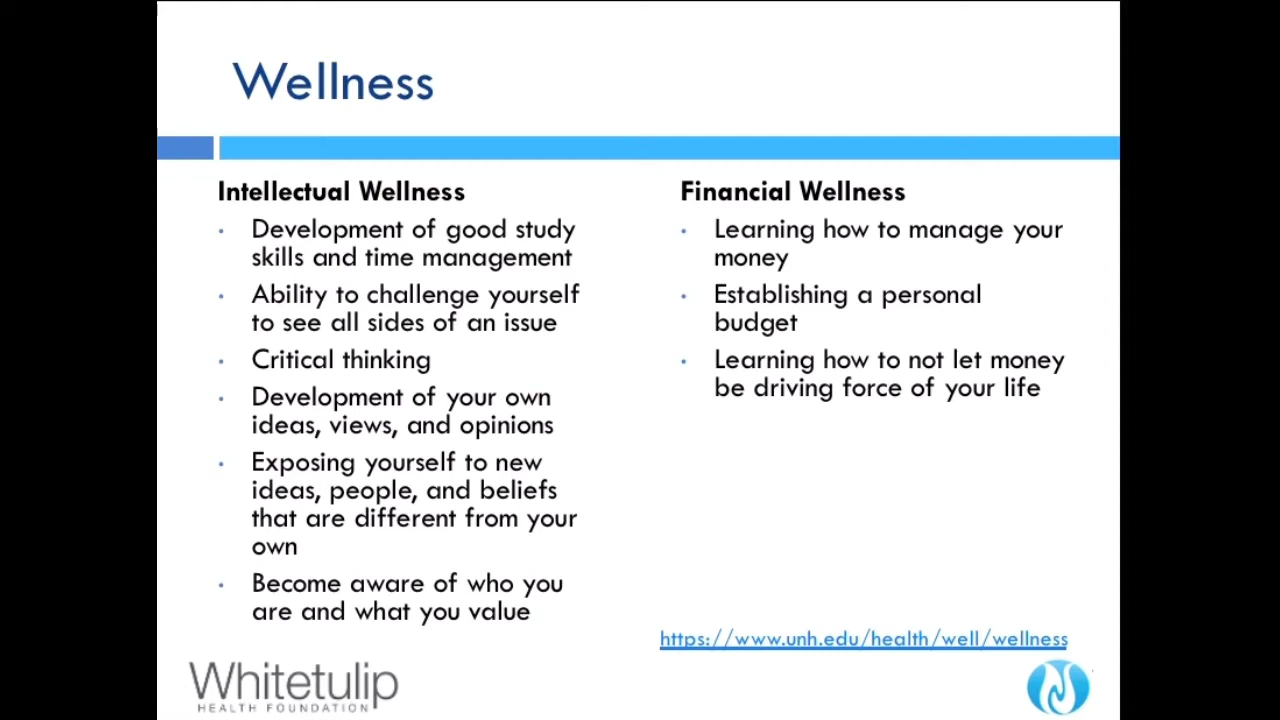 Wellness
Intellectual Wellness
Development of good study
skills and time management
Ability to challenge yourself
to see all sides of an issue
Critical thinking
Development of your own
ideas, views, and opinions
Exposing yourself to new
ideas, people, and beliefs
that are different from your
own
Become aware of who you
are and what you value
Financial Wellness
Learning how to manage your
money
Establishing a personal
budget
Learning how to not let money
be driving force of your life
https://www.unh.edu/health/well/wellness
Whitetulip
HEALTH FOUNDATION